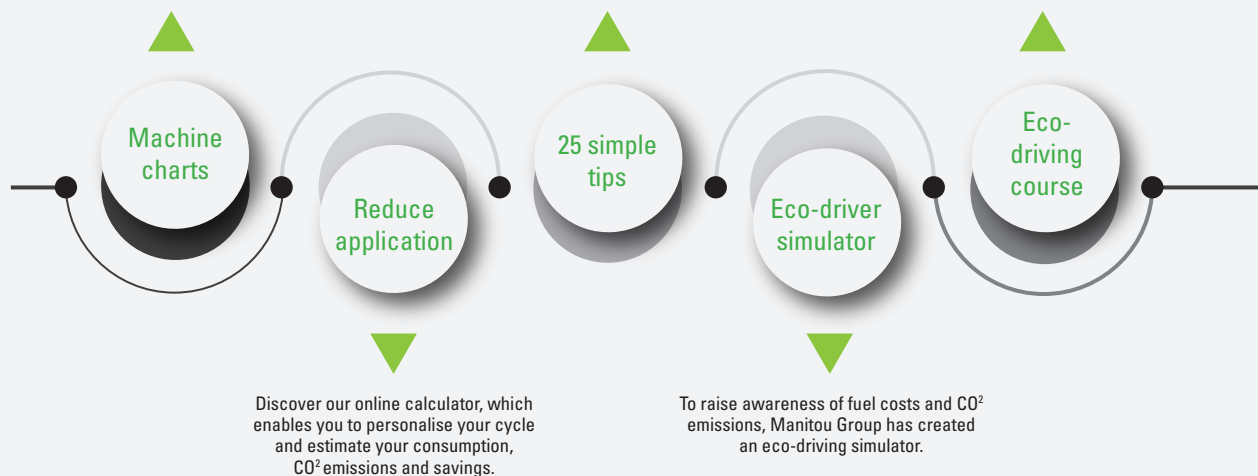 Machine
charts
Reduce
application
25 simple
tips
Eco-driver
simulator
Eco-
driving
course
Discover our online calculator, which
enables you to personalise your cycle
and estimate your consumption,
CO² emissions and savings.
To raise awareness of fuel costs and CO²
emissions, Manitou Group has created
an eco-driving simulator.